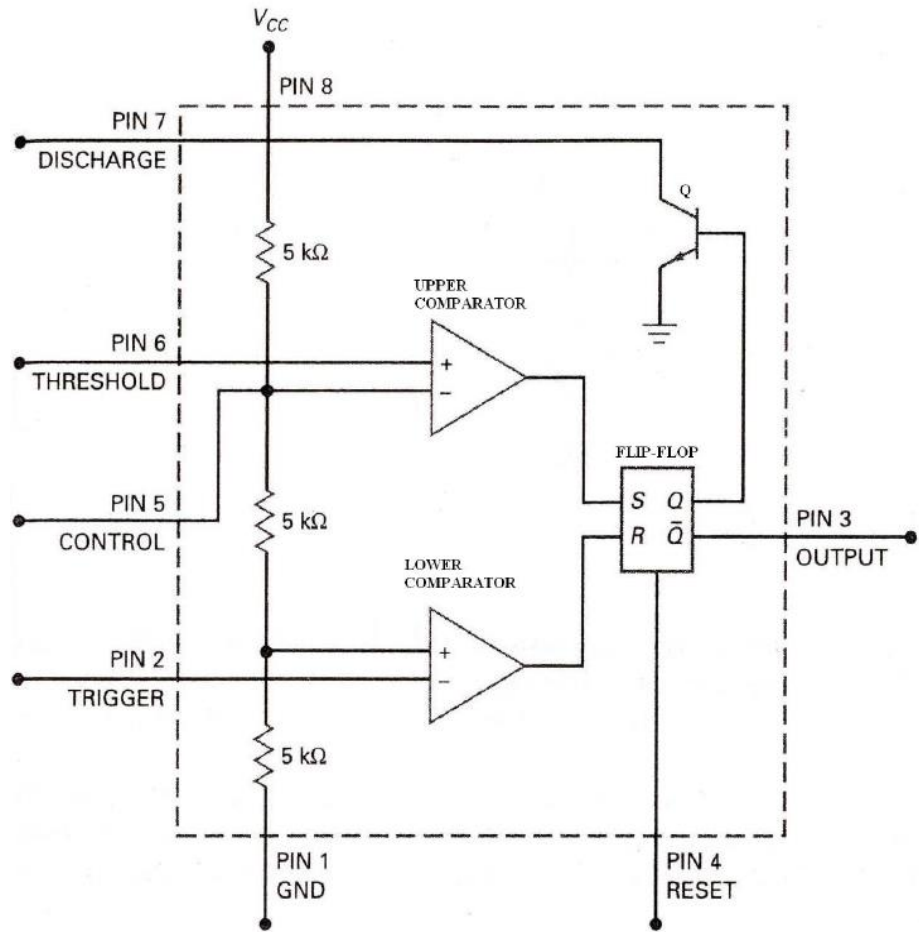 V_CC
PIN 8
PIN 7
DISCHARGE
Q
5 kΩ
UPPER
COMPARATOR
PIN 6
THRESHOLD
+
−
FLIP-FLOP
S Q
R Q̄
PIN 5
CONTROL
5 kΩ
PIN 3
OUTPUT
LOWER
COMPARATOR
+
−
PIN 2
TRIGGER
5 kΩ
PIN 1
GND
PIN 4
RESET